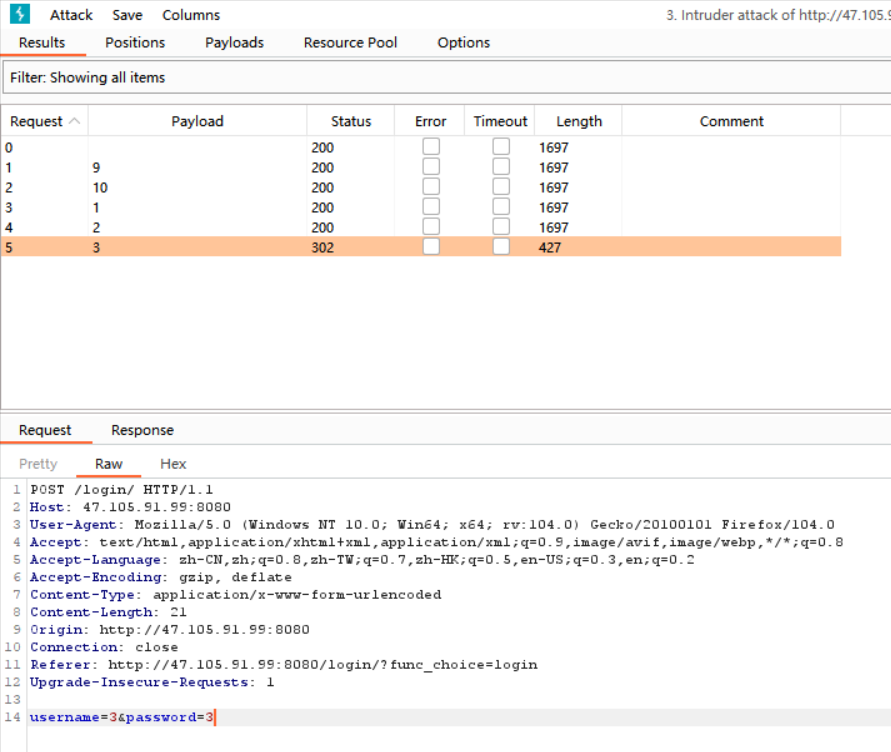 Attack Save Columns 3. Intruder attack of http://47.105.9
Results Positions Payloads Resource Pool Options
Filter: Showing all items
Request Payload Status Error Timeout Length Comment
0 200 1697
1 9 200 1697
2 10 200 1697
3 1 200 1697
4 2 200 1697
5 3 302 427
Request Response
Pretty Raw Hex
1 POST /login/ HTTP/1.1
2 Host: 47.105.91.99:8080
3 User-Agent: Mozilla/5.0 (Windows NT 10.0; Win64; x64; rv:104.0) Gecko/20100101 Firefox/104.0
4 Accept: text/html,application/xhtml+xml,application/xml;q=0.9,image/avif,image/webp,*/*;q=0.8
5 Accept-Language: zh-CN,zh;q=0.8,zh-TW;q=0.7,zh-HK;q=0.5,en-US;q=0.3,en;q=0.2
6 Accept-Encoding: gzip, deflate
7 Content-Type: application/x-www-form-urlencoded
8 Content-Length: 21
9 Origin: http://47.105.91.99:8080
10 Connection: close
11 Referer: http://47.105.91.99:8080/login/?func_choice=login
12 Upgrade-Insecure-Requests: 1
13
14 username=3&password=3